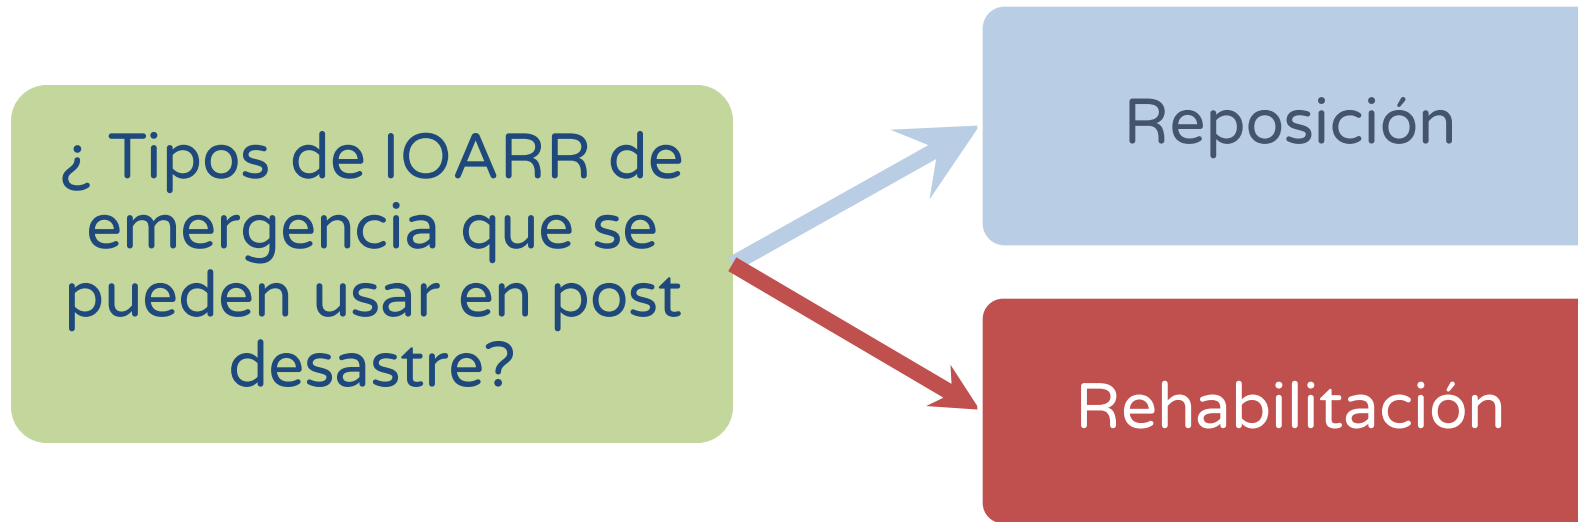 ¿ Tipos de IOARR de
emergencia que se
pueden usar en post
desastre?
Reposición
Rehabilitación